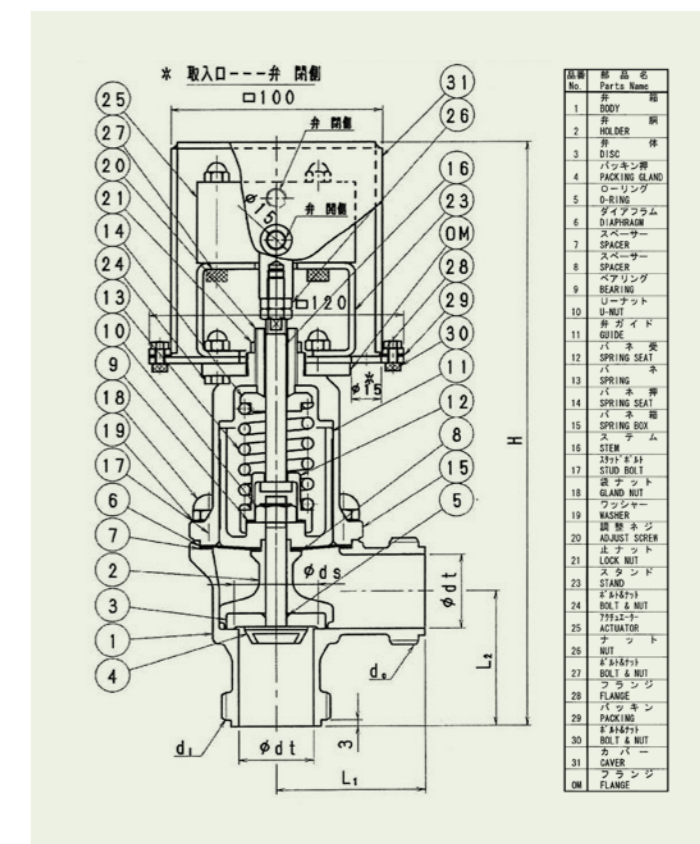 ※ 取入口---弁 閉側
□100
弁 閉側
φ15
弁 開側
□120
※
φ15
H
φds
φdt
L2
do
3
d1
φdt
L1
25
27
20
21
14
24
13
10
9
18
19
17
6
7
2
3
1
4
31
26
16
23
OM
28
29
30
11
12
8
15
5
品番 部品名
No. Parts Name
弁箱
1 BODY
弁胴
2 HOLDER
弁体
3 DISC
パッキン押
4 PACKING GLAND
O-リング
5 O-RING
ダイアフラム
6 DIAPHRAGM
スペーサー
7 SPACER
スペーサー
8 SPACER
ベアリング
9 BEARING
Uーナット
10 U-NUT
弁ガイド
11 GUIDE
バネ受
12 SPRING SEAT
バネ
13 SPRING
バネ押
14 SPRING SEAT
バネ箱
15 SPRING BOX
ステム
16 STEM
スタッドボルト
17 STUD BOLT
袋ナット
18 GLAND NUT
ワッシャー
19 WASHER
調整ネジ
20 ADJUST SCREW
止ナット
21 LOCK NUT
スタンド
23 STAND
ボルト&ナット
24 BOLT & NUT
アクチュエーター
25 ACTUATOR
ナット
26 NUT
ボルト&ナット
27 BOLT & NUT
フランジ
28 FLANGE
パッキン
29 PACKING
ボルト&ナット
30 BOLT & NUT
カバー
31 CAVER
フランジ
OM FLANGE